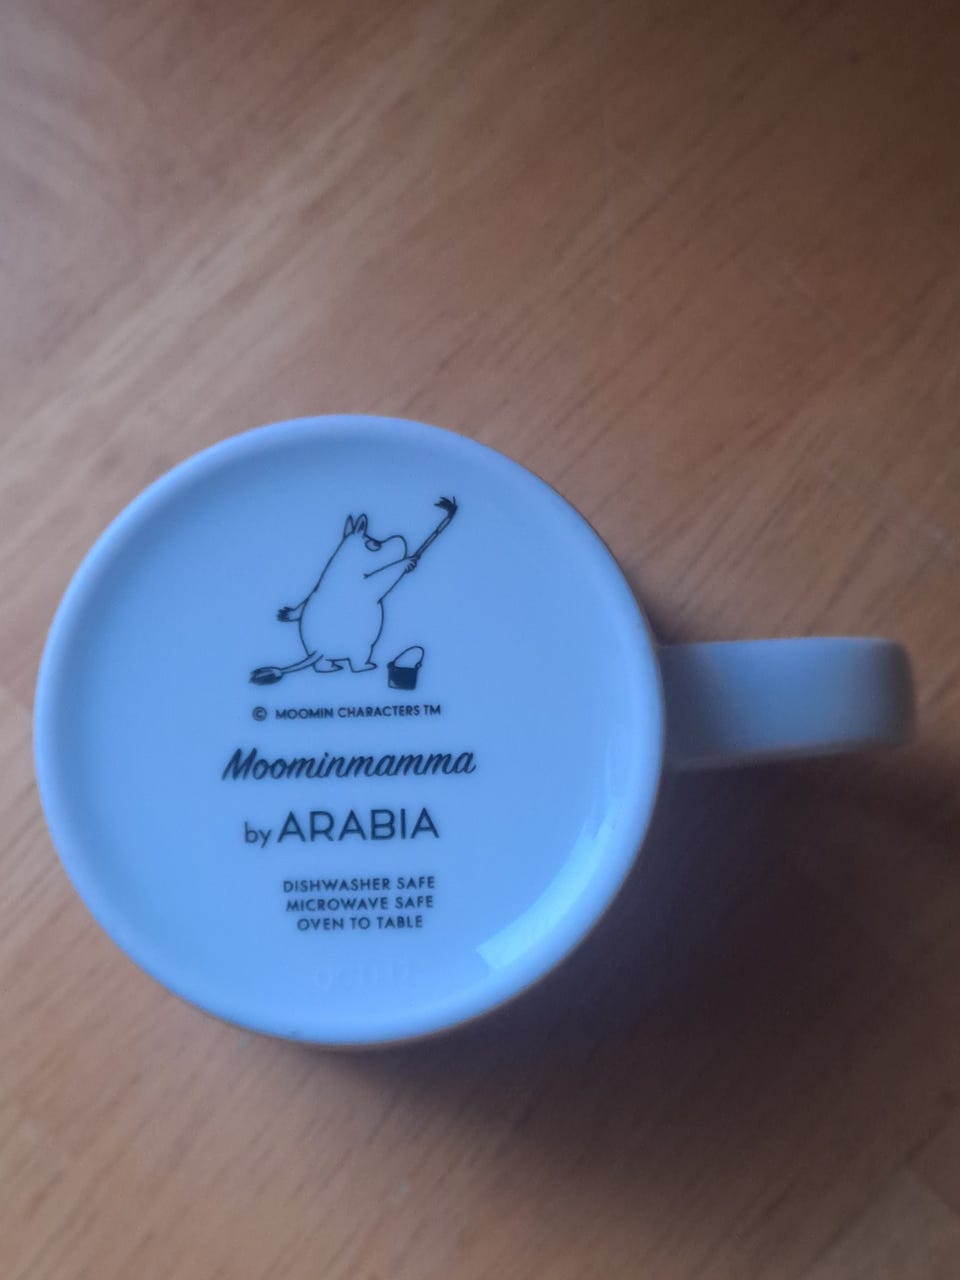 © MOOMIN CHARACTERS TM
Moominmamma
by ARABIA
DISHWASHER SAFE
MICROWAVE SAFE
OVEN TO TABLE